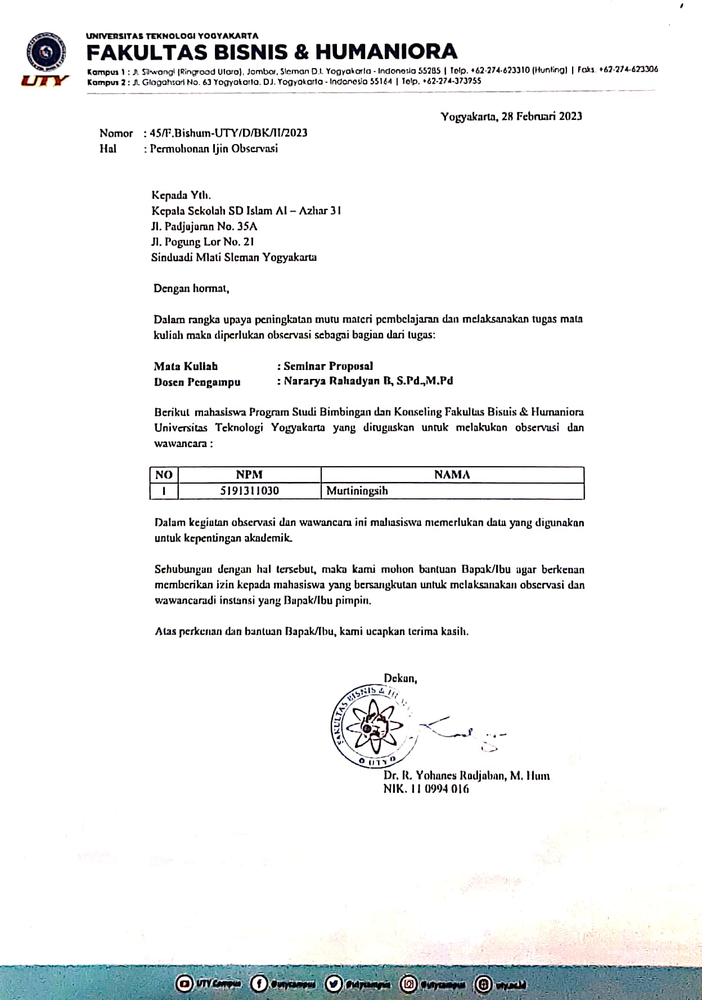 UNIVERSITAS TEKNOLOGI YOGYAKARTA
FAKULTAS BISNIS & HUMANIORA
Kampus 1 : Jl. Siliwangi (Ringroad Utara), Jombor, Sleman D.I. Yogyakarta - Indonesia 55285 | Telp. +62-274-623310 (Hunting) | Faks. +62-274-623306
Kampus 2 : Jl. Glagahsari No. 63 Yogyakarta, D.I. Yogyakarta - Indonesia 55164 | Telp. +62-274-373955
UTY
Yogyakarta, 28 Februari 2023
Nomor : 45/F.Bishum-UTY/D/BK/II/2023
Hal : Permohonan Ijin Observasi
Kepada Yth.
Kepala Sekolah SD Islam Al – Azhar 31
Jl. Padjajaran No. 35A
Jl. Pogung Lor No. 21
Sinduadi Mlati Sleman Yogyakarta
Dengan hormat,
Dalam rangka upaya peningkatan mutu materi pembelajaran dan melaksanakan tugas mata
kuliah maka diperlukan observasi sebagai bagian dari tugas:
Mata Kuliah : Seminar Proposal
Dosen Pengampu : Nararya Rahadyan B, S.Pd.,M.Pd
Berikut mahasiswa Program Studi Bimbingan dan Konseling Fakultas Bisnis & Humaniora
Universitas Teknologi Yogyakarta yang ditugaskan untuk melakukan observasi dan
wawancara :
NO NPM NAMA
1 5191311030 Murtiningsih
Dalam kegiatan observasi dan wawancara ini mahasiswa memerlukan data yang digunakan
untuk kepentingan akademik.
Sehubungan dengan hal tersebut, maka kami mohon bantuan Bapak/Ibu agar berkenan
memberikan izin kepada mahasiswa yang bersangkutan untuk melaksanakan observasi dan
wawancaradi instansi yang Bapak/Ibu pimpin.
Atas perkenan dan bantuan Bapak/Ibu, kami ucapkan terima kasih.
Dekan,
FAKULTAS BISNIS &
UTY
Dr. R. Yohanes Radjaban, M. Hum
NIK. 11 0994 016
UTY Campus @utycampus @utycampus @utycampus uty.ac.id